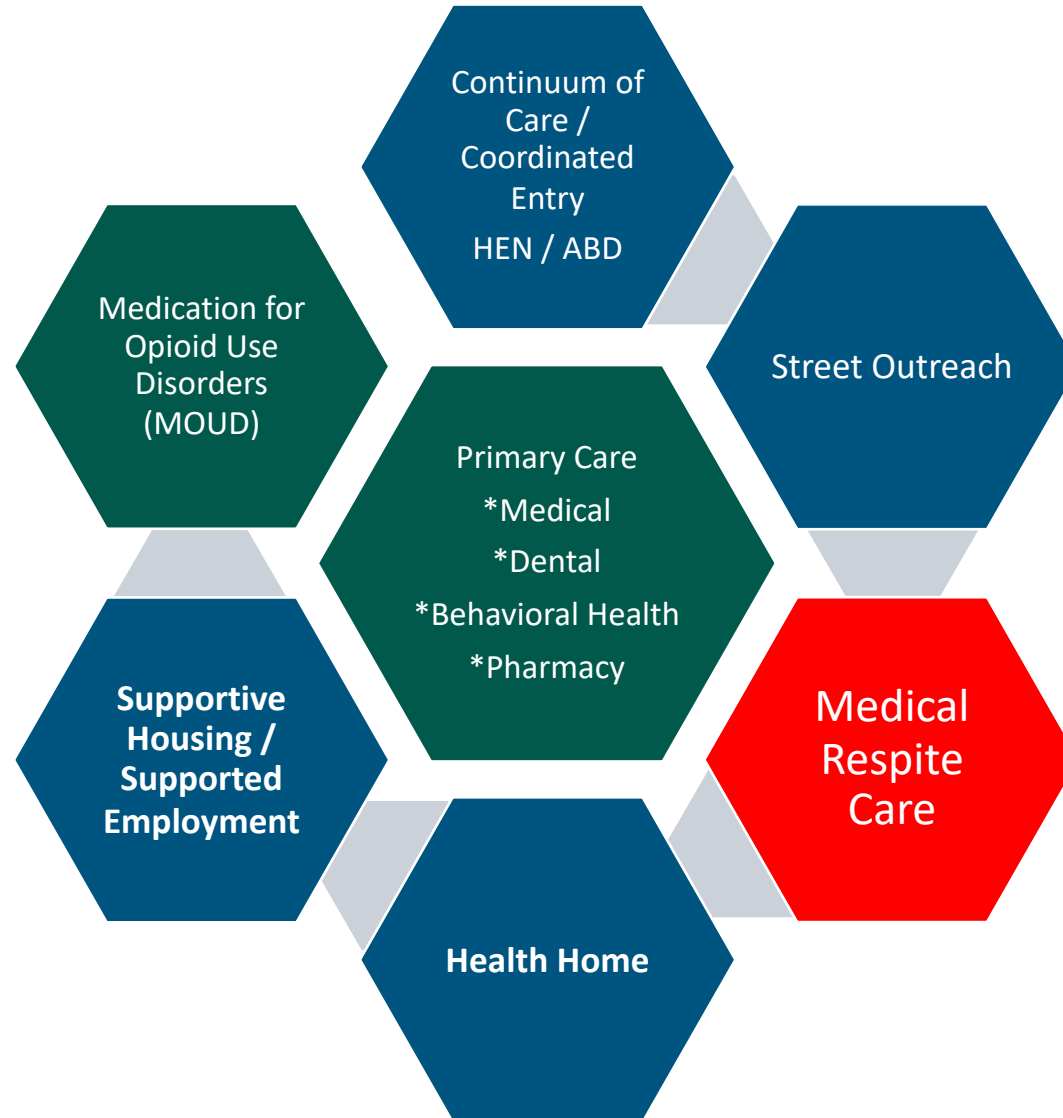 Continuum of
Care /
Coordinated
Entry
HEN / ABD
Street Outreach
Medical
Respite
Care
Health Home
Supportive
Housing /
Supported
Employment
Medication for
Opioid Use
Disorders
(MOUD)
Primary Care
*Medical
*Dental
*Behavioral Health
*Pharmacy